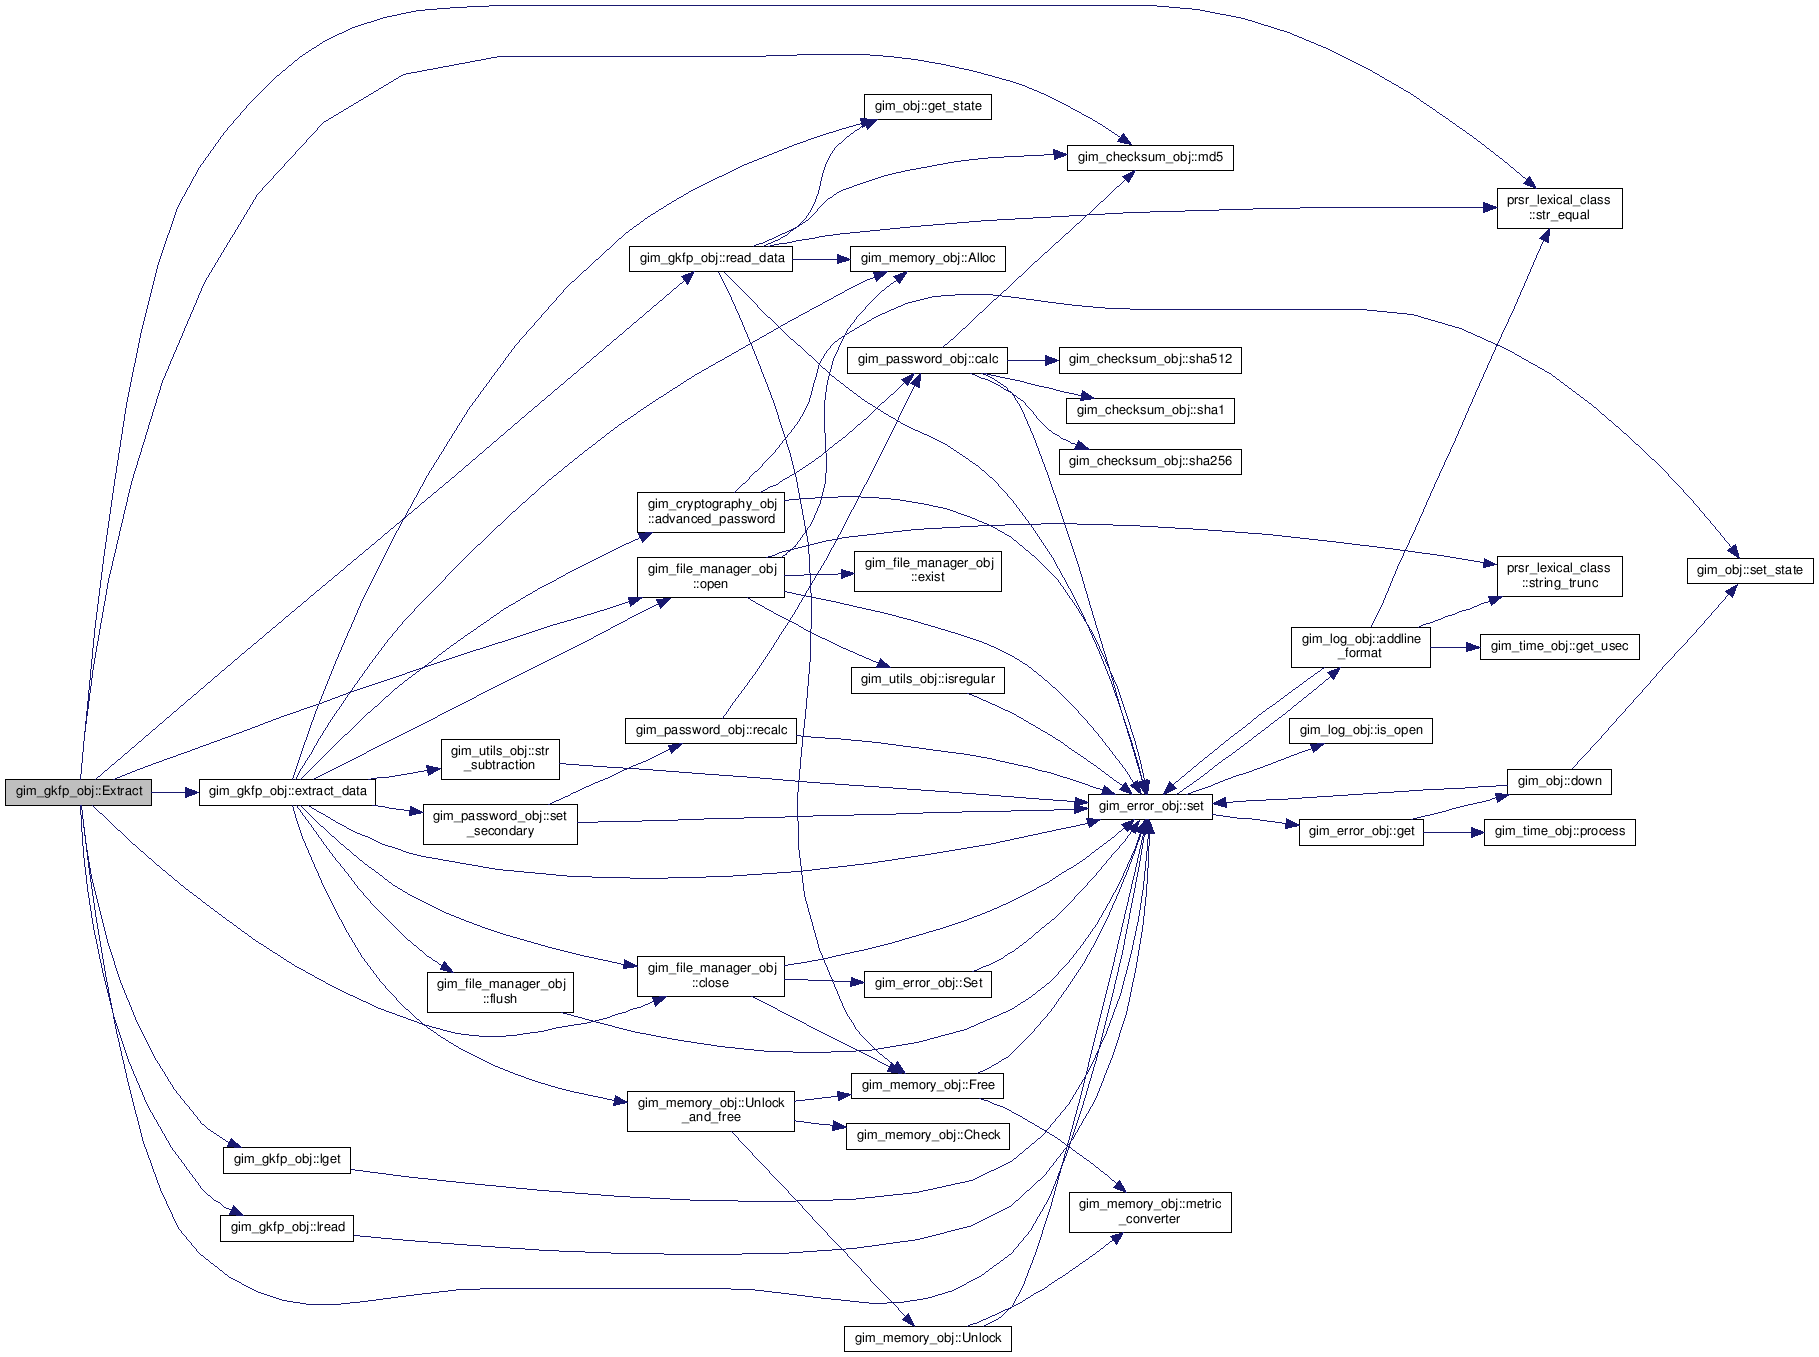 gim_obj::get_state
gim_checksum_obj::md5
prsr_lexical_class
::str_equal
gim_gkfp_obj::read_data
gim_memory_obj::Alloc
gim_password_obj::calc
gim_checksum_obj::sha512
gim_checksum_obj::sha1
gim_checksum_obj::sha256
gim_cryptography_obj
::advanced_password
gim_file_manager_obj
::open
gim_file_manager_obj
::exist
prsr_lexical_class
::string_trunc
gim_obj::set_state
gim_log_obj::addline
_format
gim_time_obj::get_usec
gim_utils_obj::isregular
gim_password_obj::recalc
gim_log_obj::is_open
gim_utils_obj::str
_subtraction
gim_obj::down
gim_gkfp_obj::Extract
gim_gkfp_obj::extract_data
gim_error_obj::set
gim_password_obj::set
_secondary
gim_error_obj::get
gim_time_obj::process
gim_file_manager_obj
::close
gim_file_manager_obj
::flush
gim_error_obj::Set
gim_memory_obj::Free
gim_memory_obj::Unlock
_and_free
gim_memory_obj::Check
gim_gkfp_obj::lget
gim_memory_obj::metric
_converter
gim_gkfp_obj::lread
gim_memory_obj::Unlock